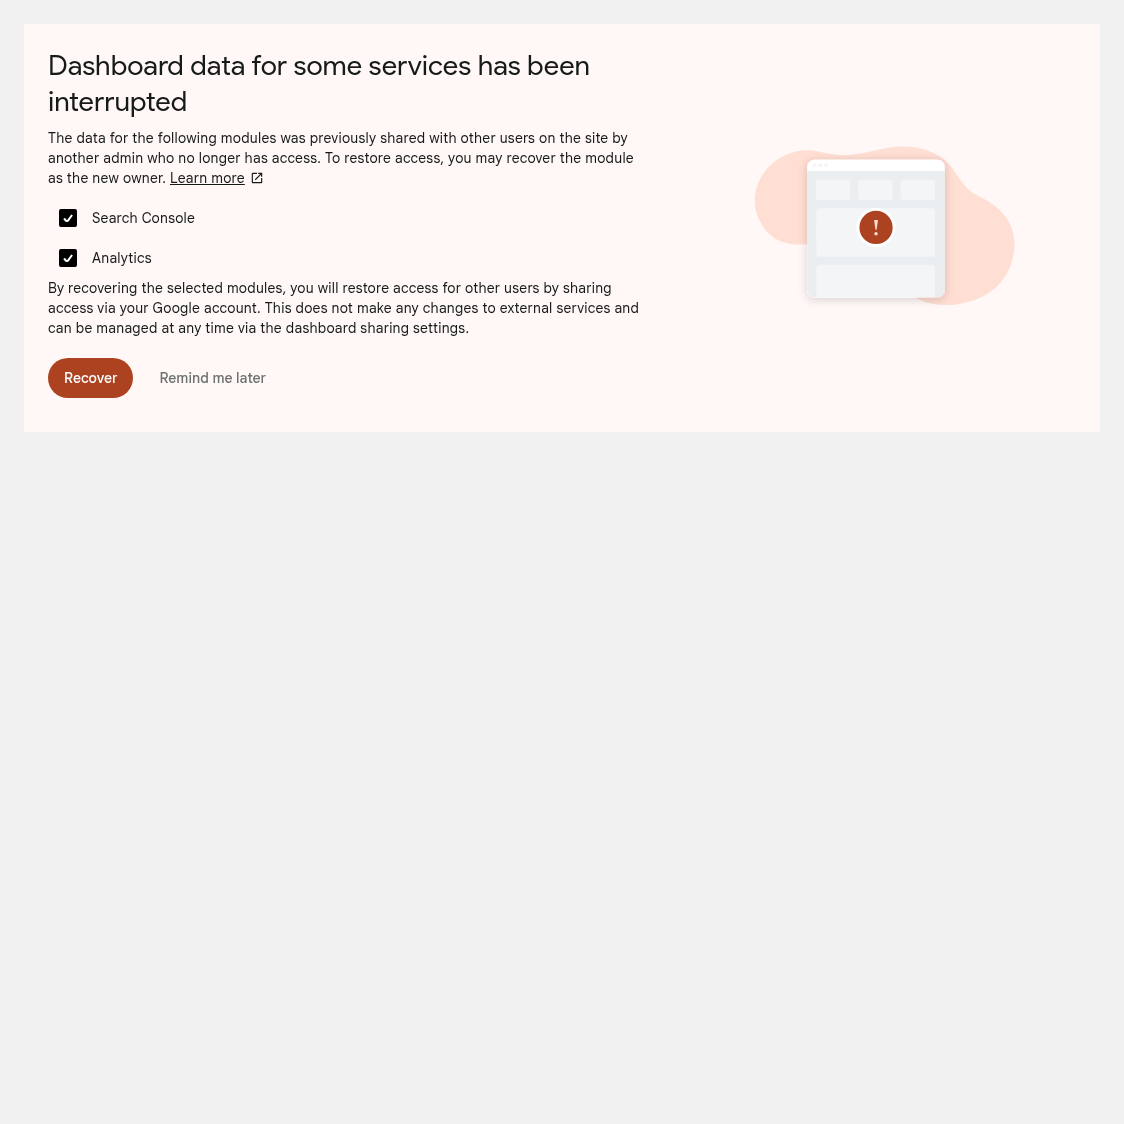 Dashboard data for some services has been
interrupted
The data for the following modules was previously shared with other users on the site by
another admin who no longer has access. To restore access, you may recover the module
as the new owner. Learn more
Search Console
Analytics
By recovering the selected modules, you will restore access for other users by sharing
access via your Google account. This does not make any changes to external services and
can be managed at any time via the dashboard sharing settings.
Recover
Remind me later